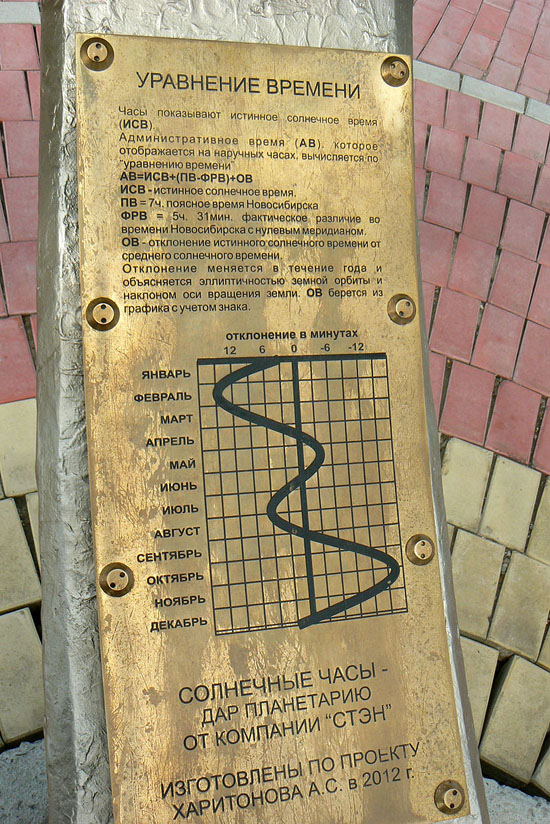 УРАВНЕНИЕ ВРЕМЕНИ
Часы показывают истинное солнечное время
(ИСВ).
Административное время (АВ), которое
отображается на наручных часах, вычисляется по
"уравнению времени"
АВ=ИСВ+(ПВ-ФРВ)+ОВ
ИСВ - истинное солнечное время,
ПВ = 7ч. поясное время Новосибирска
ФРВ = 5ч. 31мин. фактическое различие во
времени Новосибирска с нулевым меридианом.
ОВ - отклонение истинного солнечного времени от
среднего солнечного времени.
Отклонение меняется в течение года и
объясняется эллиптичностью земной орбиты и
наклоном оси вращения земли. ОВ берется из
графика с учетом знака.
отклонение в минутах
12 6 0 -6 -12
ЯНВАРЬ
ФЕВРАЛЬ
МАРТ
АПРЕЛЬ
МАЙ
ИЮНЬ
ИЮЛЬ
АВГУСТ
СЕНТЯБРЬ
ОКТЯБРЬ
НОЯБРЬ
ДЕКАБРЬ
СОЛНЕЧНЫЕ ЧАСЫ -
ДАР ПЛАНЕТАРИЮ
ОТ КОМПАНИИ "СТЭН"
ИЗГОТОВЛЕНЫ ПО ПРОЕКТУ
ХАРИТОНОВА А.С. в 2012 г.